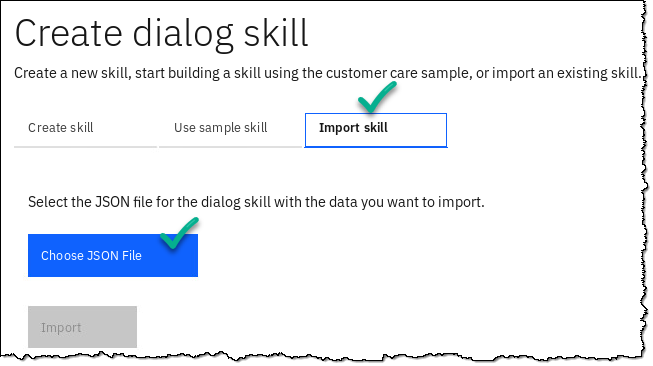 Create dialog skill
Create a new skill, start building a skill using the customer care sample, or import an existing skill.
Create skill
Use sample skill
Import skill
Select the JSON file for the dialog skill with the data you want to import.
Choose JSON File
Import